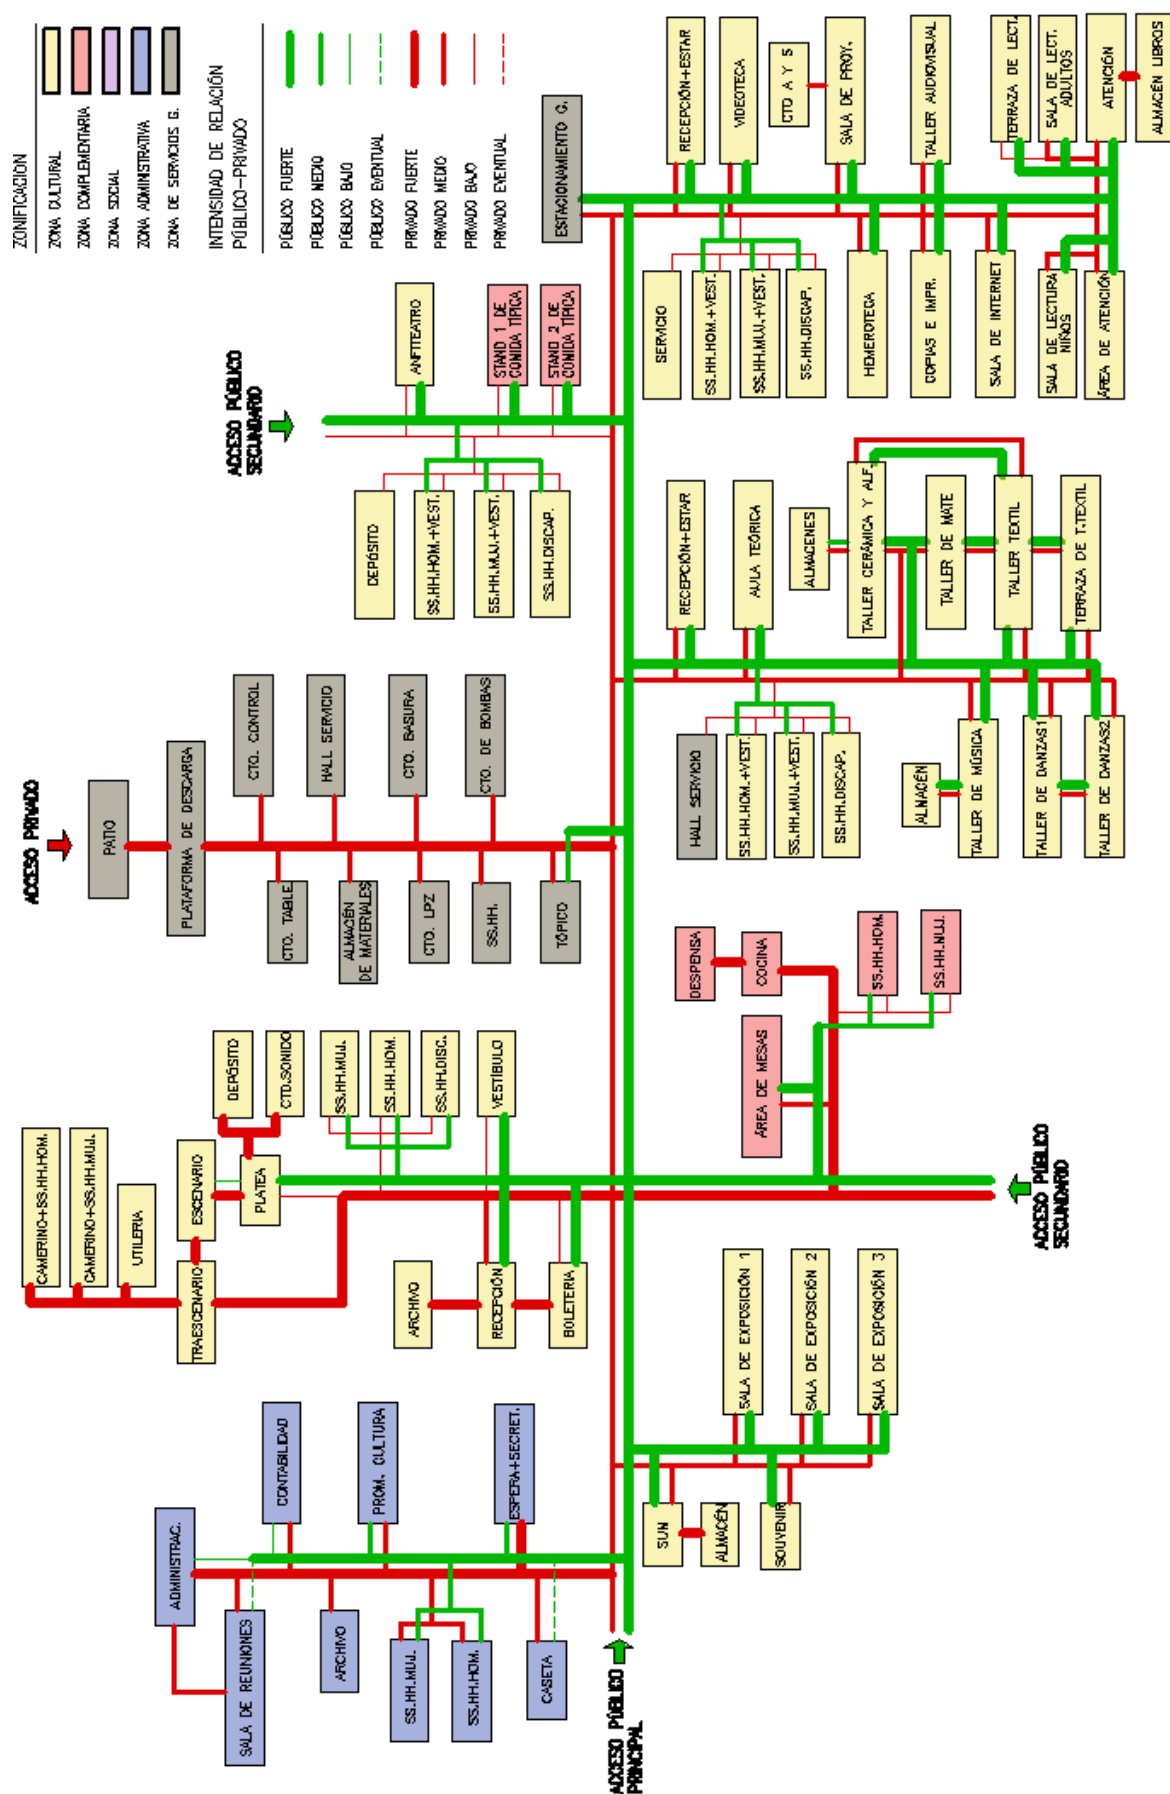 ZONIFICACION
ZONA CULTURAL
ZONA COMPLEMENTARIA
ZONA SOCIAL
ZONA ADMINISTRATIVA
ZONA DE SERVICIOS G.
INTENSIDAD DE RELACIÓN
PÚBLICO-PRIVADO
PÚBLICO FUERTE
PÚBLICO MEDIO
PÚBLICO BAJO
PÚBLICO EVENTUAL
PRIVADO FUERTE
PRIVADO MEDIO
PRIVADO BAJO
PRIVADO EVENTUAL
ADMINISTRAC.
SALA DE REUNIONES
CONTABILIDAD
ARCHIVO
PROM. CULTURA
SS.HH.MUJ.
SS.HH.HOM.
ESPERA+SECRET.
CASETA
ACCESO PÚBLICO
PRINCIPAL
CAMERINO+SS.HH.HOM.
CAMERINO+SS.HH.MUJ.
UTILERIA
TRAESCENARIO
ESCENARIO
PLATEA
DEPÓSITO
CTO.SONIDO
SS.HH.MUJ.
SS.HH.HOM.
SS.HH.DISC.
VESTÍBULO
ARCHIVO
RECEPCIÓN
BOLETERIA
ACCESO PRIVADO
PATIO
PLATAFORMA DE DESCARGA
CTO. CONTROL
HALL SERVICIO
CTO. BASURA
CTO. DE BOMBAS
CTO. TABLE.
ALMACÉN
DE MATERIALES
CTO. LPZ
SS.HH.
TÓPICO
ACCESO PÚBLICO
SECUNDARIO
ANFITEATRO
STAND 1 DE
COMIDA TÍPICA
STAND 2 DE
COMIDA TÍPICA
DEPÓSITO
SS.HH.HOM.+VEST.
SS.HH.MUJ.+VEST.
SS.HH.DISCAP.
ESTACIONAMIENTO G.
RECEPCIÓN+ESTAR
VIDEOTECA
CTO A Y S
SALA DE PROY.
TALLER AUDIOVISUAL
TERRAZA DE LECT.
SALA DE LECT.
ADULTOS
ATENCIÓN
ALMACÉN LIBROS
SERVICIO
SS.HH.HOM.+VEST.
SS.HH.MUJ.+VEST.
SS.HH.DISCAP.
HEMEROTECA
COPIAS E IMPR.
SALA DE INTERNET
SALA DE LECTURA
NIÑOS
ÁREA DE ATENCIÓN
RECEPCIÓN+ESTAR
AULA TEÓRICA
ALMACENES
TALLER CERÁMICA Y ALF.
TALLER DE MATE
TALLER TEXTIL
TERRAZA DE T.TEXTIL
HALL SERVICIO
SS.HH.HOM.+VEST.
SS.HH.MUJ.+VEST.
SS.HH.DISCAP.
ALMACÉN
TALLER DE MÚSICA
TALLER DE DANZAS1
TALLER DE DANZAS2
DESPENSA
COCINA
ÁREA DE MESAS
SS.HH.HOM.
SS.HH.MUJ.
ACCESO PÚBLICO
SECUNDARIO
SALA DE EXPOSICIÓN 1
SALA DE EXPOSICIÓN 2
SALA DE EXPOSICIÓN 3
SUM
ALMACÉN
SOUVENIR